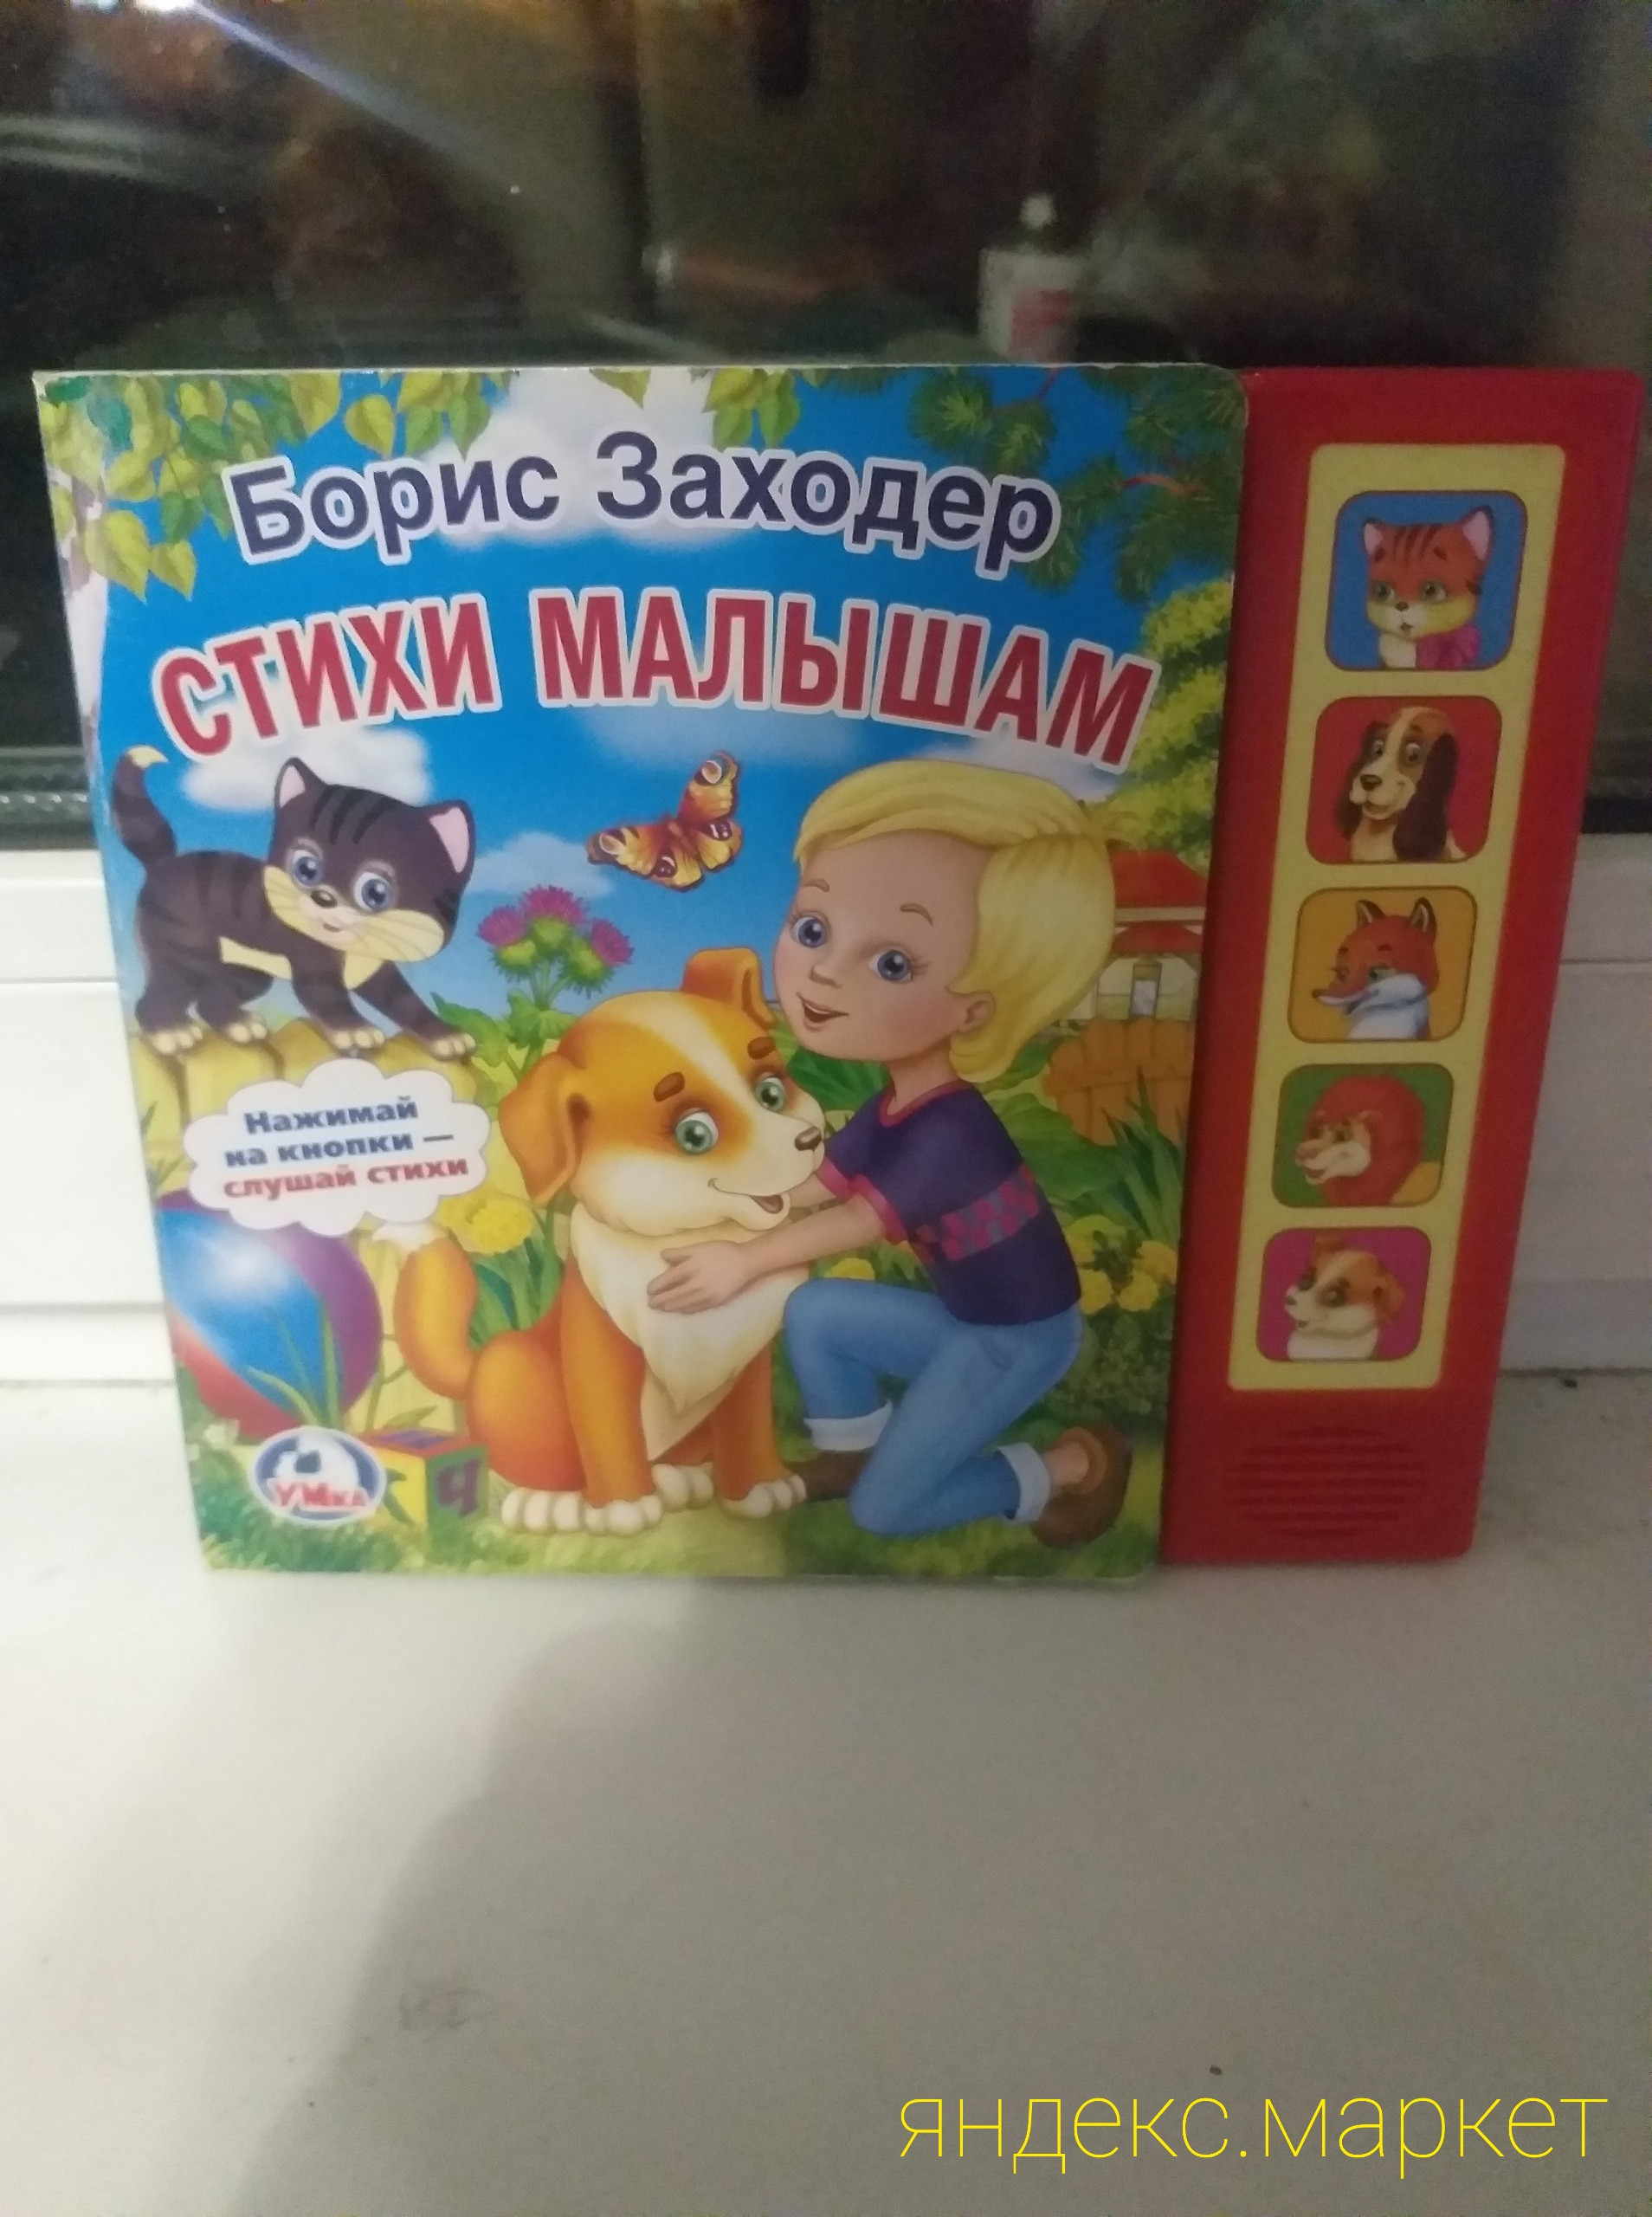 Борис Заходер
СТИХИ МАЛЫШАМ
Нажимай
на кнопки —
слушай стихи
УМка
Ч
яндекс.маркет